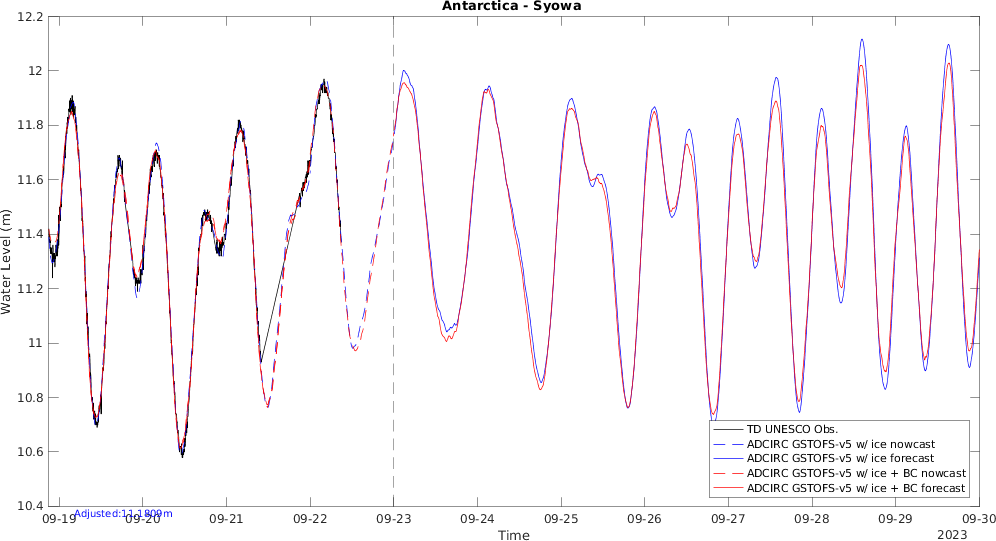 Antarctica - Syowa
12.2
12
11.8
11.6
11.4
11.2
11
10.8
10.6
10.4
Water Level (m)
TD UNESCO Obs.
ADCIRC GSTOFS-v5 w/ ice nowcast
ADCIRC GSTOFS-v5 w/ ice forecast
ADCIRC GSTOFS-v5 w/ ice + BC nowcast
ADCIRC GSTOFS-v5 w/ ice + BC forecast
Adjusted:11.1809m
09-19 09-20 09-21 09-22 09-23 09-24 09-25 09-26 09-27 09-28 09-29 09-30
Time
2023